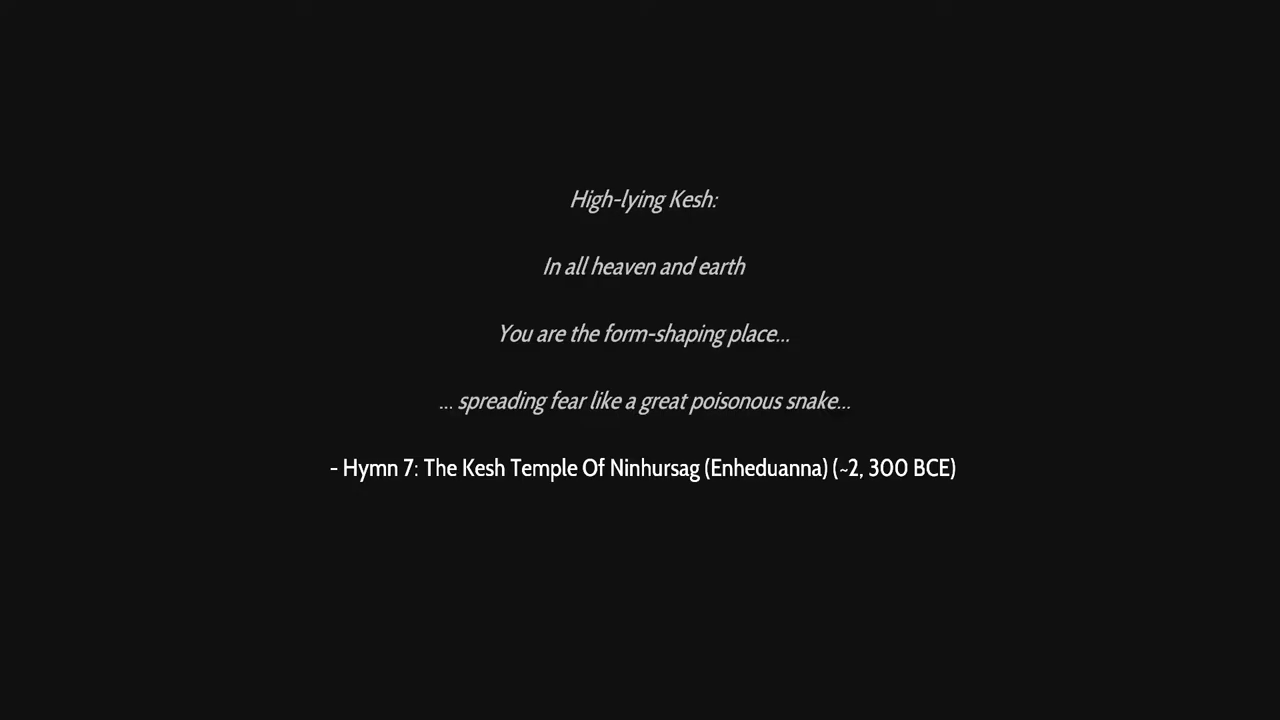 High-lying Kesh:
In all heaven and earth
You are the form-shaping place...
... spreading fear like a great poisonous snake...
- Hymn 7: The Kesh Temple Of Ninhursag (Enheduanna) (~2, 300 BCE)